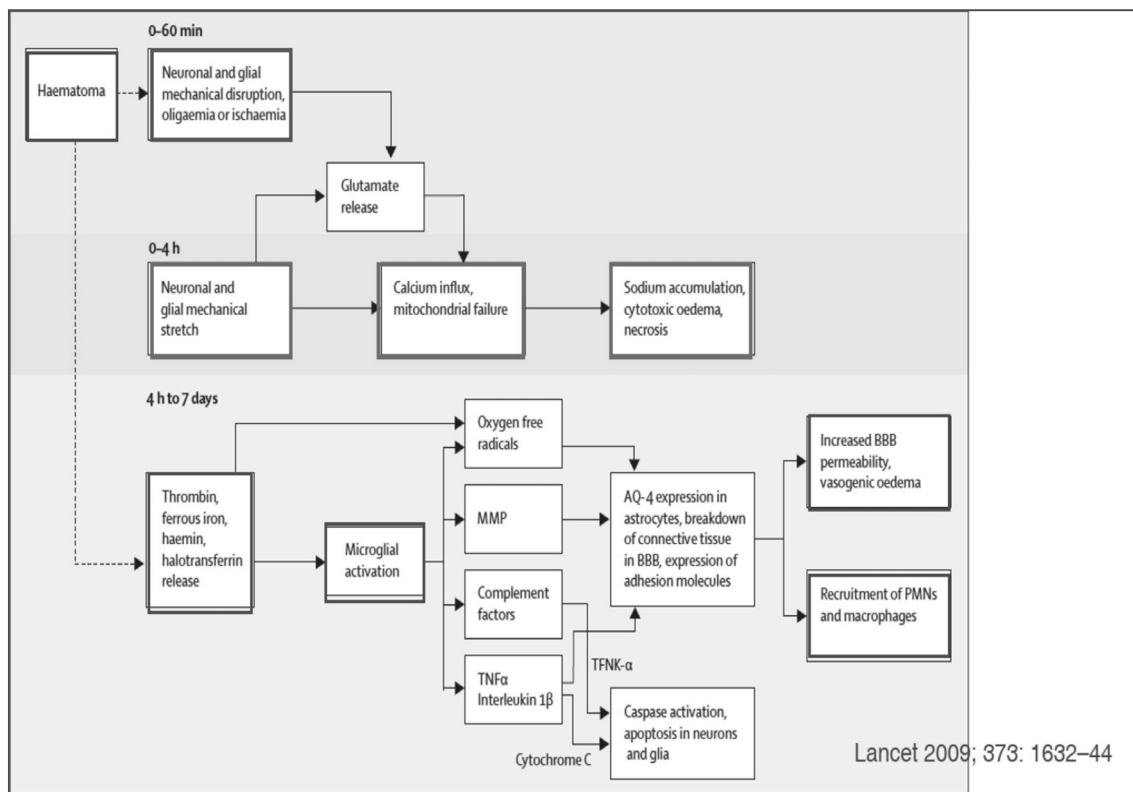 0–60 min
Haematoma
Neuronal and glial
mechanical disruption,
oligaemia or ischaemia
Glutamate
release
0–4 h
Neuronal and
glial mechanical
stretch
Calcium influx,
mitochondrial failure
Sodium accumulation,
cytotoxic oedema,
necrosis
4 h to 7 days
Thrombin,
ferrous iron,
haemin,
halotransferrin
release
Microglial
activation
Oxygen free
radicals
MMP
Complement
factors
TNFα
Interleukin 1β
AQ-4 expression in
astrocytes, breakdown
of connective tissue
in BBB, expression of
adhesion molecules
TFNK-α
Cytochrome C
Caspase activation,
apoptosis in neurons
and glia
Increased BBB
permeability,
vasogenic oedema
Recruitment of PMNs
and macrophages
Lancet 2009; 373: 1632–44